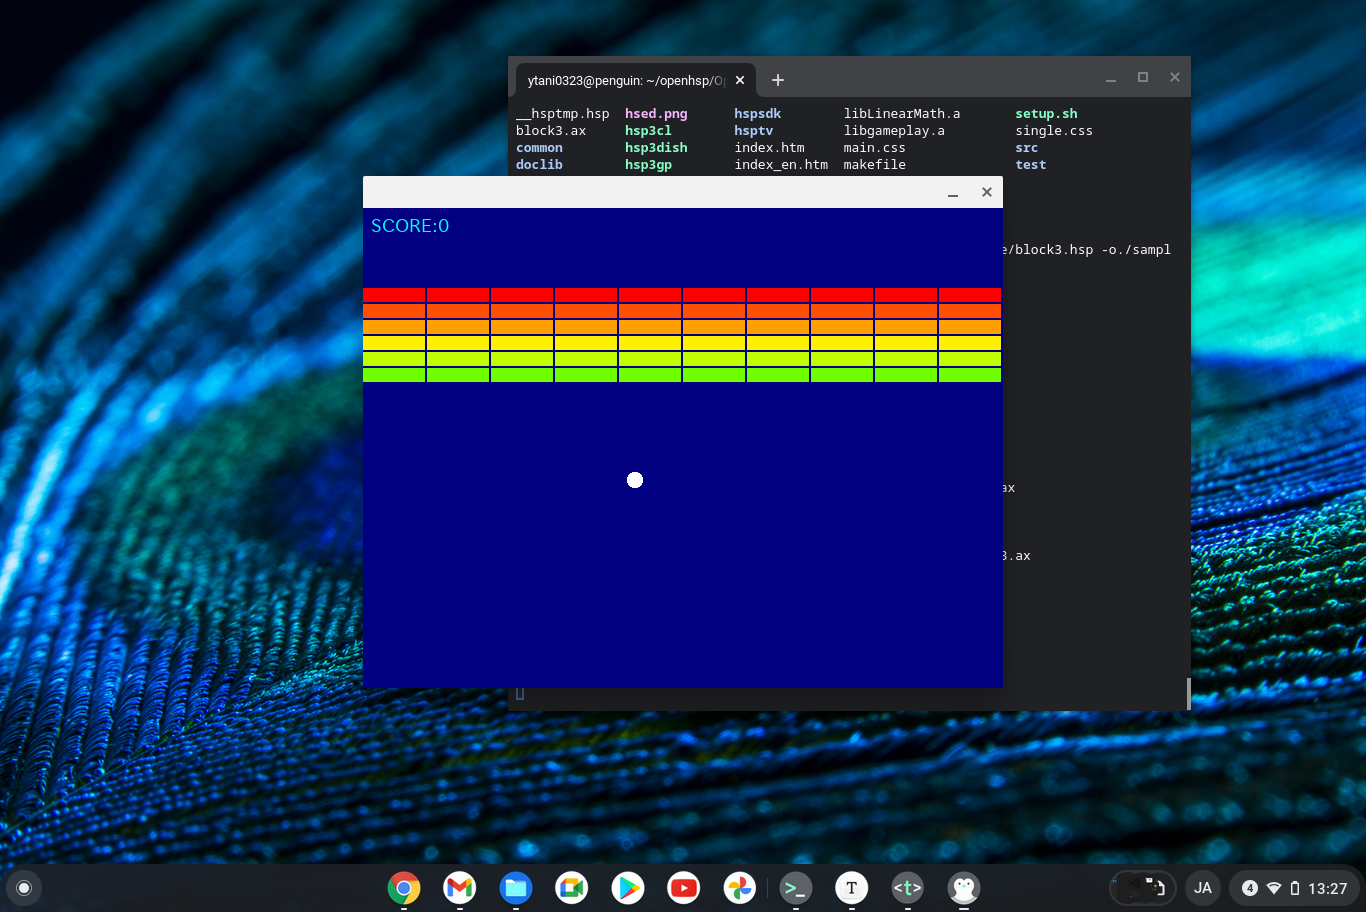 ytani0323@penguin: ~/openhsp/Op
__hsptmp.hsp hsed.png hspsdk libLinearMath.a setup.sh
block3.ax hsp3cl hsptv libgameplay.a single.css
common hsp3dish index.htm main.css src
doclib hsp3gp index_en.htm makefile test
SCORE:0
e/block3.hsp -o./sampl
ax
3.ax
>_
T
<t>
JA
4
13:27